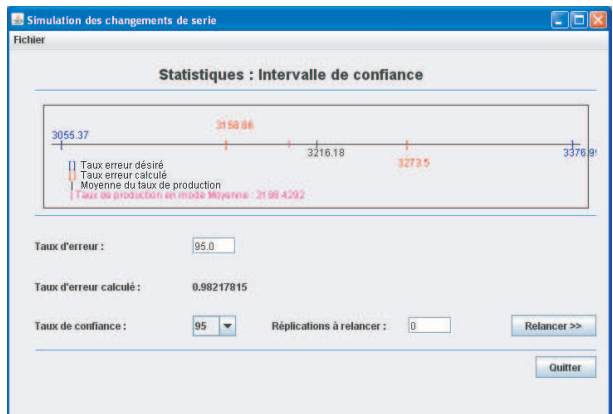 Simulation des changements de serie
Fichier
Statistiques : Intervalle de confiance
3158.86
3055.37
3216.18
3273.5
3376.9
[] Taux erreur désiré
[] Taux erreur calculé
| Moyenne du taux de production
| Taux de production en mode Moyenne : 3198.4292
Taux d'erreur :
95.0
Taux d'erreur calculé :
0.98217815
Taux de confiance :
95
Réplications à relancer :
0
Relancer >>
Quitter